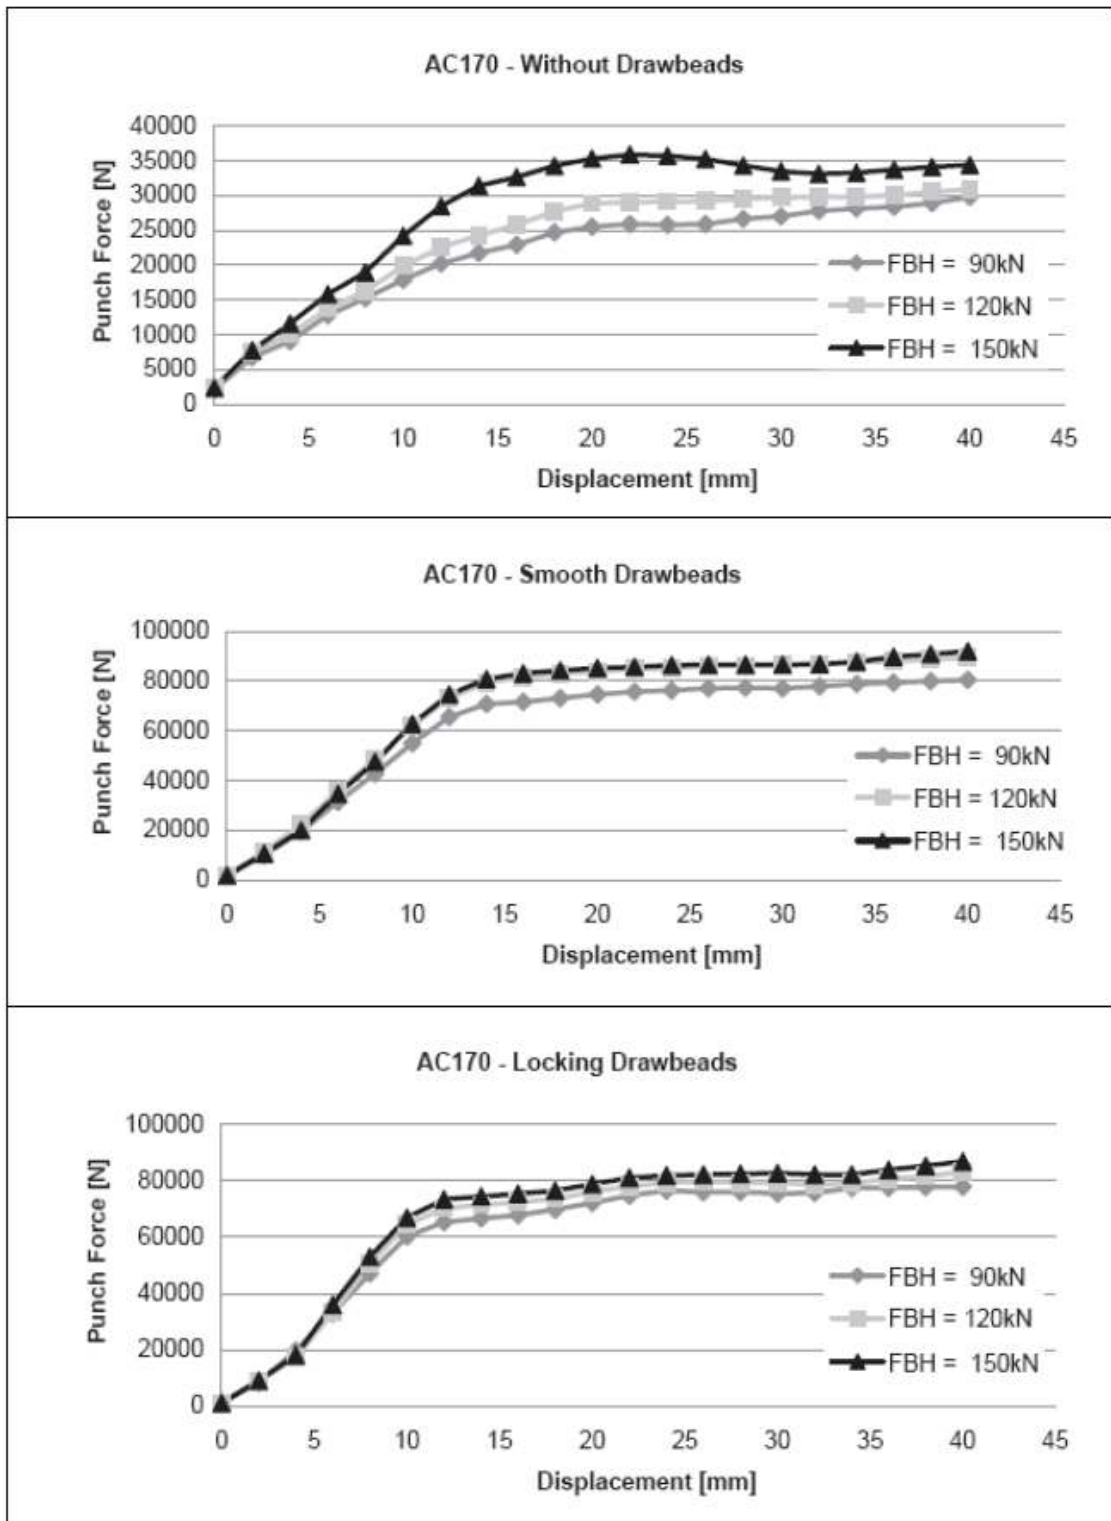 AC170 - Without Drawbeads
40000
35000
30000
25000
20000
15000
10000
5000
0
Punch Force [N]
FBH = 90kN
FBH = 120kN
FBH = 150kN
0 5 10 15 20 25 30 35 40 45
Displacement [mm]
AC170 - Smooth Drawbeads
100000
80000
60000
40000
20000
0
Punch Force [N]
FBH = 90kN
FBH = 120kN
FBH = 150kN
0 5 10 15 20 25 30 35 40 45
Displacement [mm]
AC170 - Locking Drawbeads
100000
80000
60000
40000
20000
0
Punch Force [N]
FBH = 90kN
FBH = 120kN
FBH = 150kN
0 5 10 15 20 25 30 35 40 45
Displacement [mm]